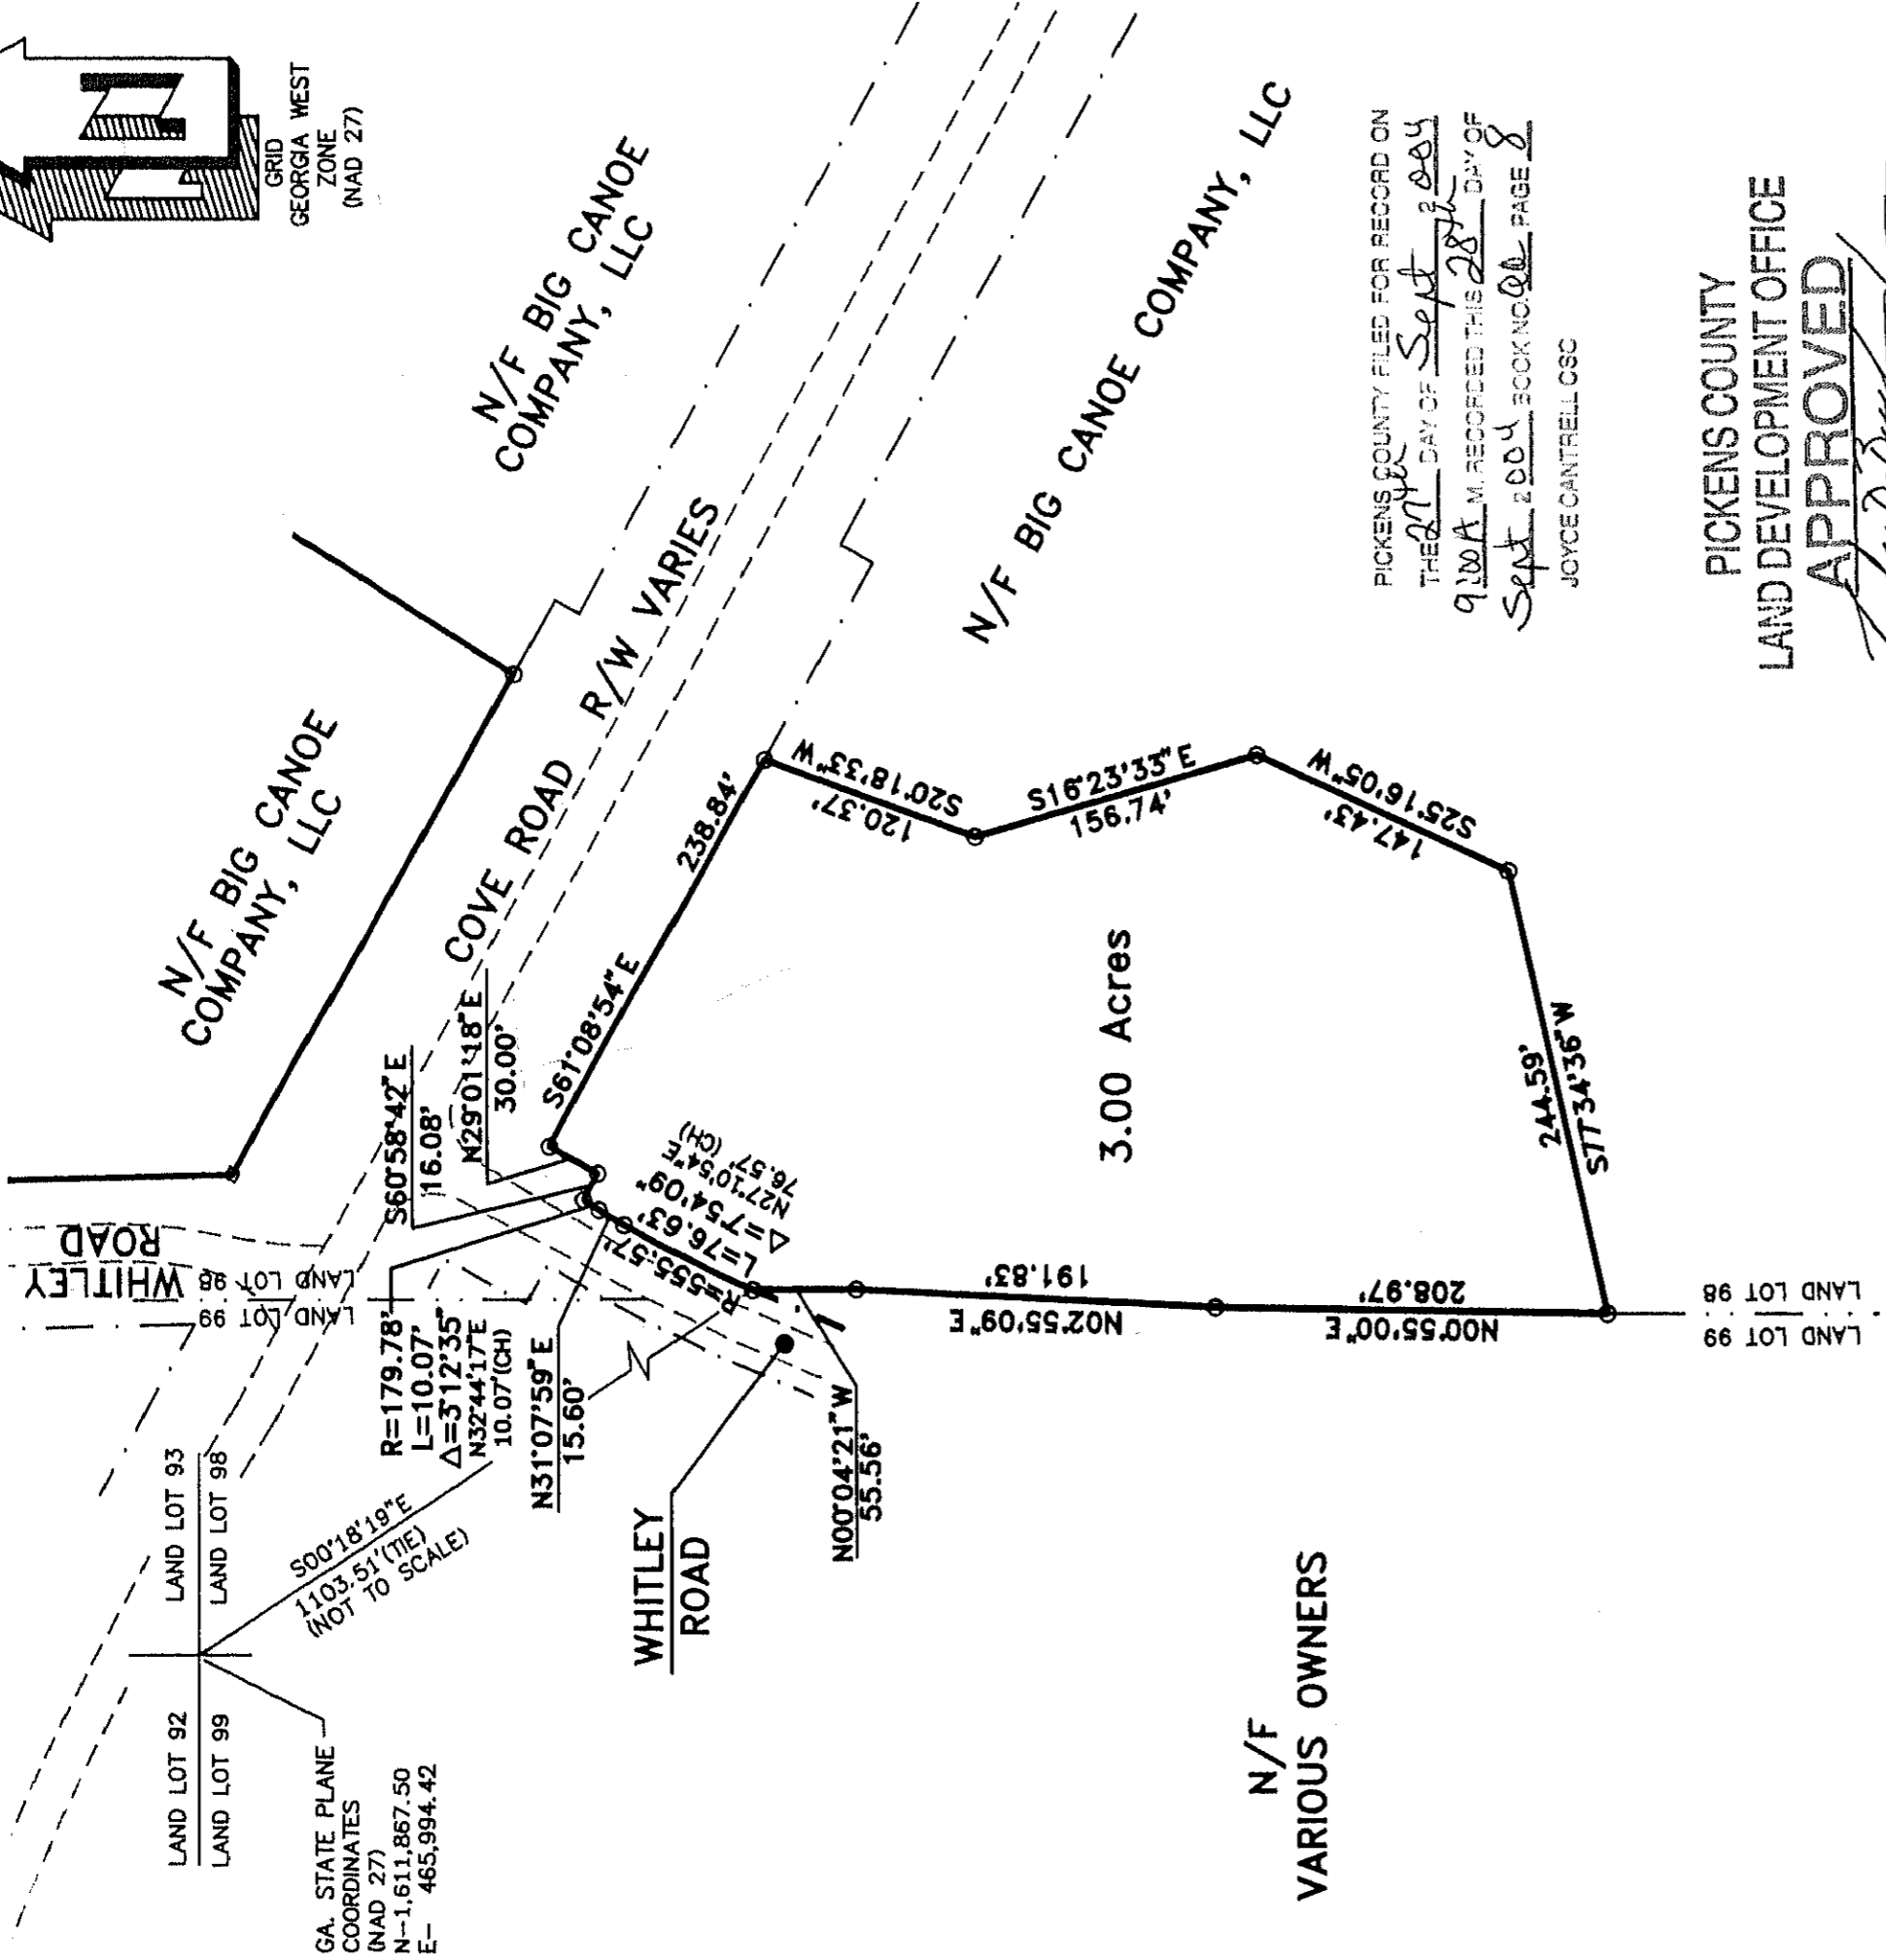 GRID
GEORGIA WEST
ZONE
(NAD 27)
N/F BIG CANOE
COMPANY, LLC
N/F BIG CANOE
COMPANY, LLC
N/F BIG CANOE COMPANY, LLC
COVE ROAD R/W VARIES
WHITLEY
ROAD
LAND LOT 98
LAND LOT 99
LAND LOT 92
LAND LOT 99
LAND LOT 93
LAND LOT 98
GA. STATE PLANE
COORDINATES
(NAD 27)
N-1,611,867.50
E- 465,994.42
S00°18'19"E
1103.51'(TIE)
(NOT TO SCALE)
S60°58'42"E
16.08'
N29°01'18"E
30.00'
R=179.78'
L=10.07'
Δ=3°12'35"
N32°44'17"E
10.07'(CH)
N31°07'59"E
15.60'
S61°08'54"E
238.84'
R=555.57'
L=76.63'
Δ=7°54'09"
N27°10'54"E
76.57' (CH)
WHITLEY
ROAD
N00°04'21"W
55.56'
N02°55'09"E
191.83'
N00°55'00"E
208.97'
S20°18'33"W
120.37'
S16°23'33"E
156.74'
S25°16'05"W
147.43'
244.59'
S77°34'36"W
3.00 Acres
LAND LOT 98
LAND LOT 99
N/F
VARIOUS OWNERS
PICKENS COUNTY FILED FOR RECORD ON
THE 27th DAY OF Sept 2004
9:00 A M. RECORDED THIS 28th DAY OF
Sept 2004 BOOK NO. PAGE 8
JOYCE CANTRELL CSC
PICKENS COUNTY
LAND DEVELOPMENT OFFICE
APPROVED